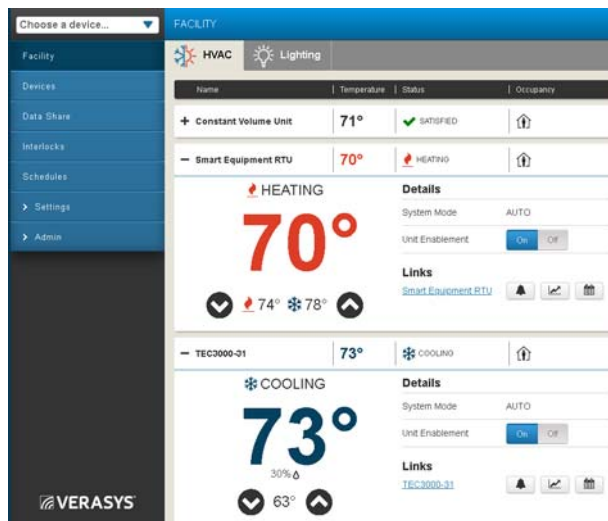 Choose a device...
FACILITY
Facility
Devices
Data Share
Interlocks
Schedules
> Settings
> Admin
VERASYS
HVAC
Lighting
Name | Temperature | Status | Occupancy
+ Constant Volume Unit 71° SATISFIED
− Smart Equipment RTU 70° HEATING
HEATING
70°
74° 78°
Details
System Mode AUTO
Unit Enablement On Off
Links
Smart Equipment RTU
− TEC3000-31 73° COOLING
COOLING
73°
30%
63°
Details
System Mode AUTO
Unit Enablement On Off
Links
TEC3000-31